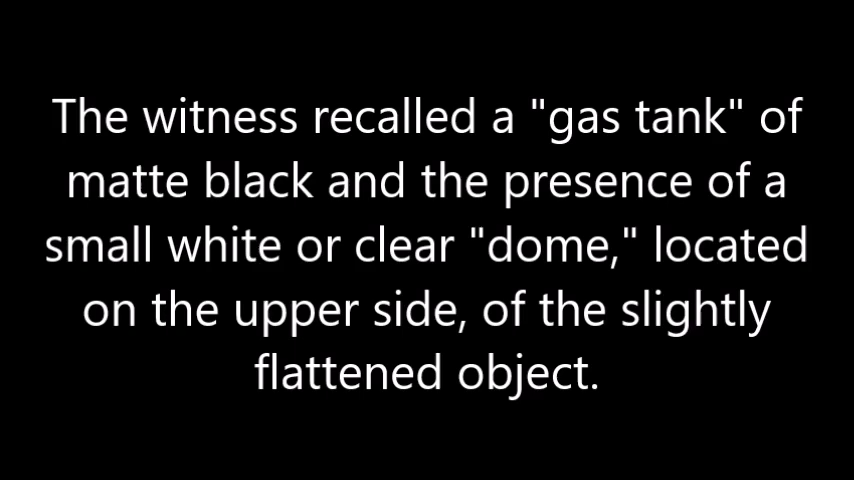 The witness recalled a "gas tank" of
matte black and the presence of a
small white or clear "dome," located
on the upper side, of the slightly
flattened object.